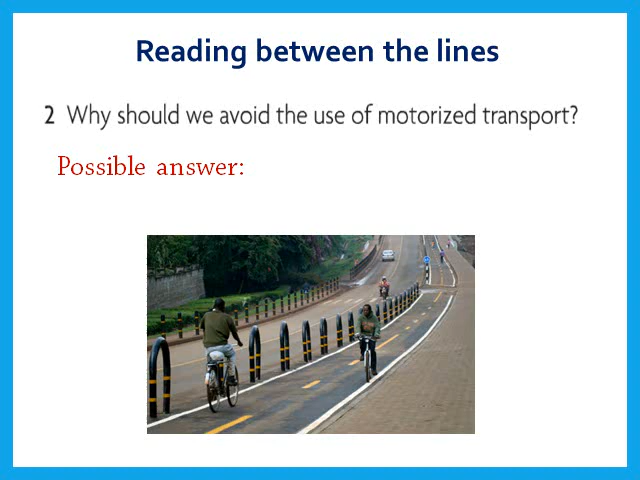 Reading between the lines
2 Why should we avoid the use of motorized transport?
Possible answer: